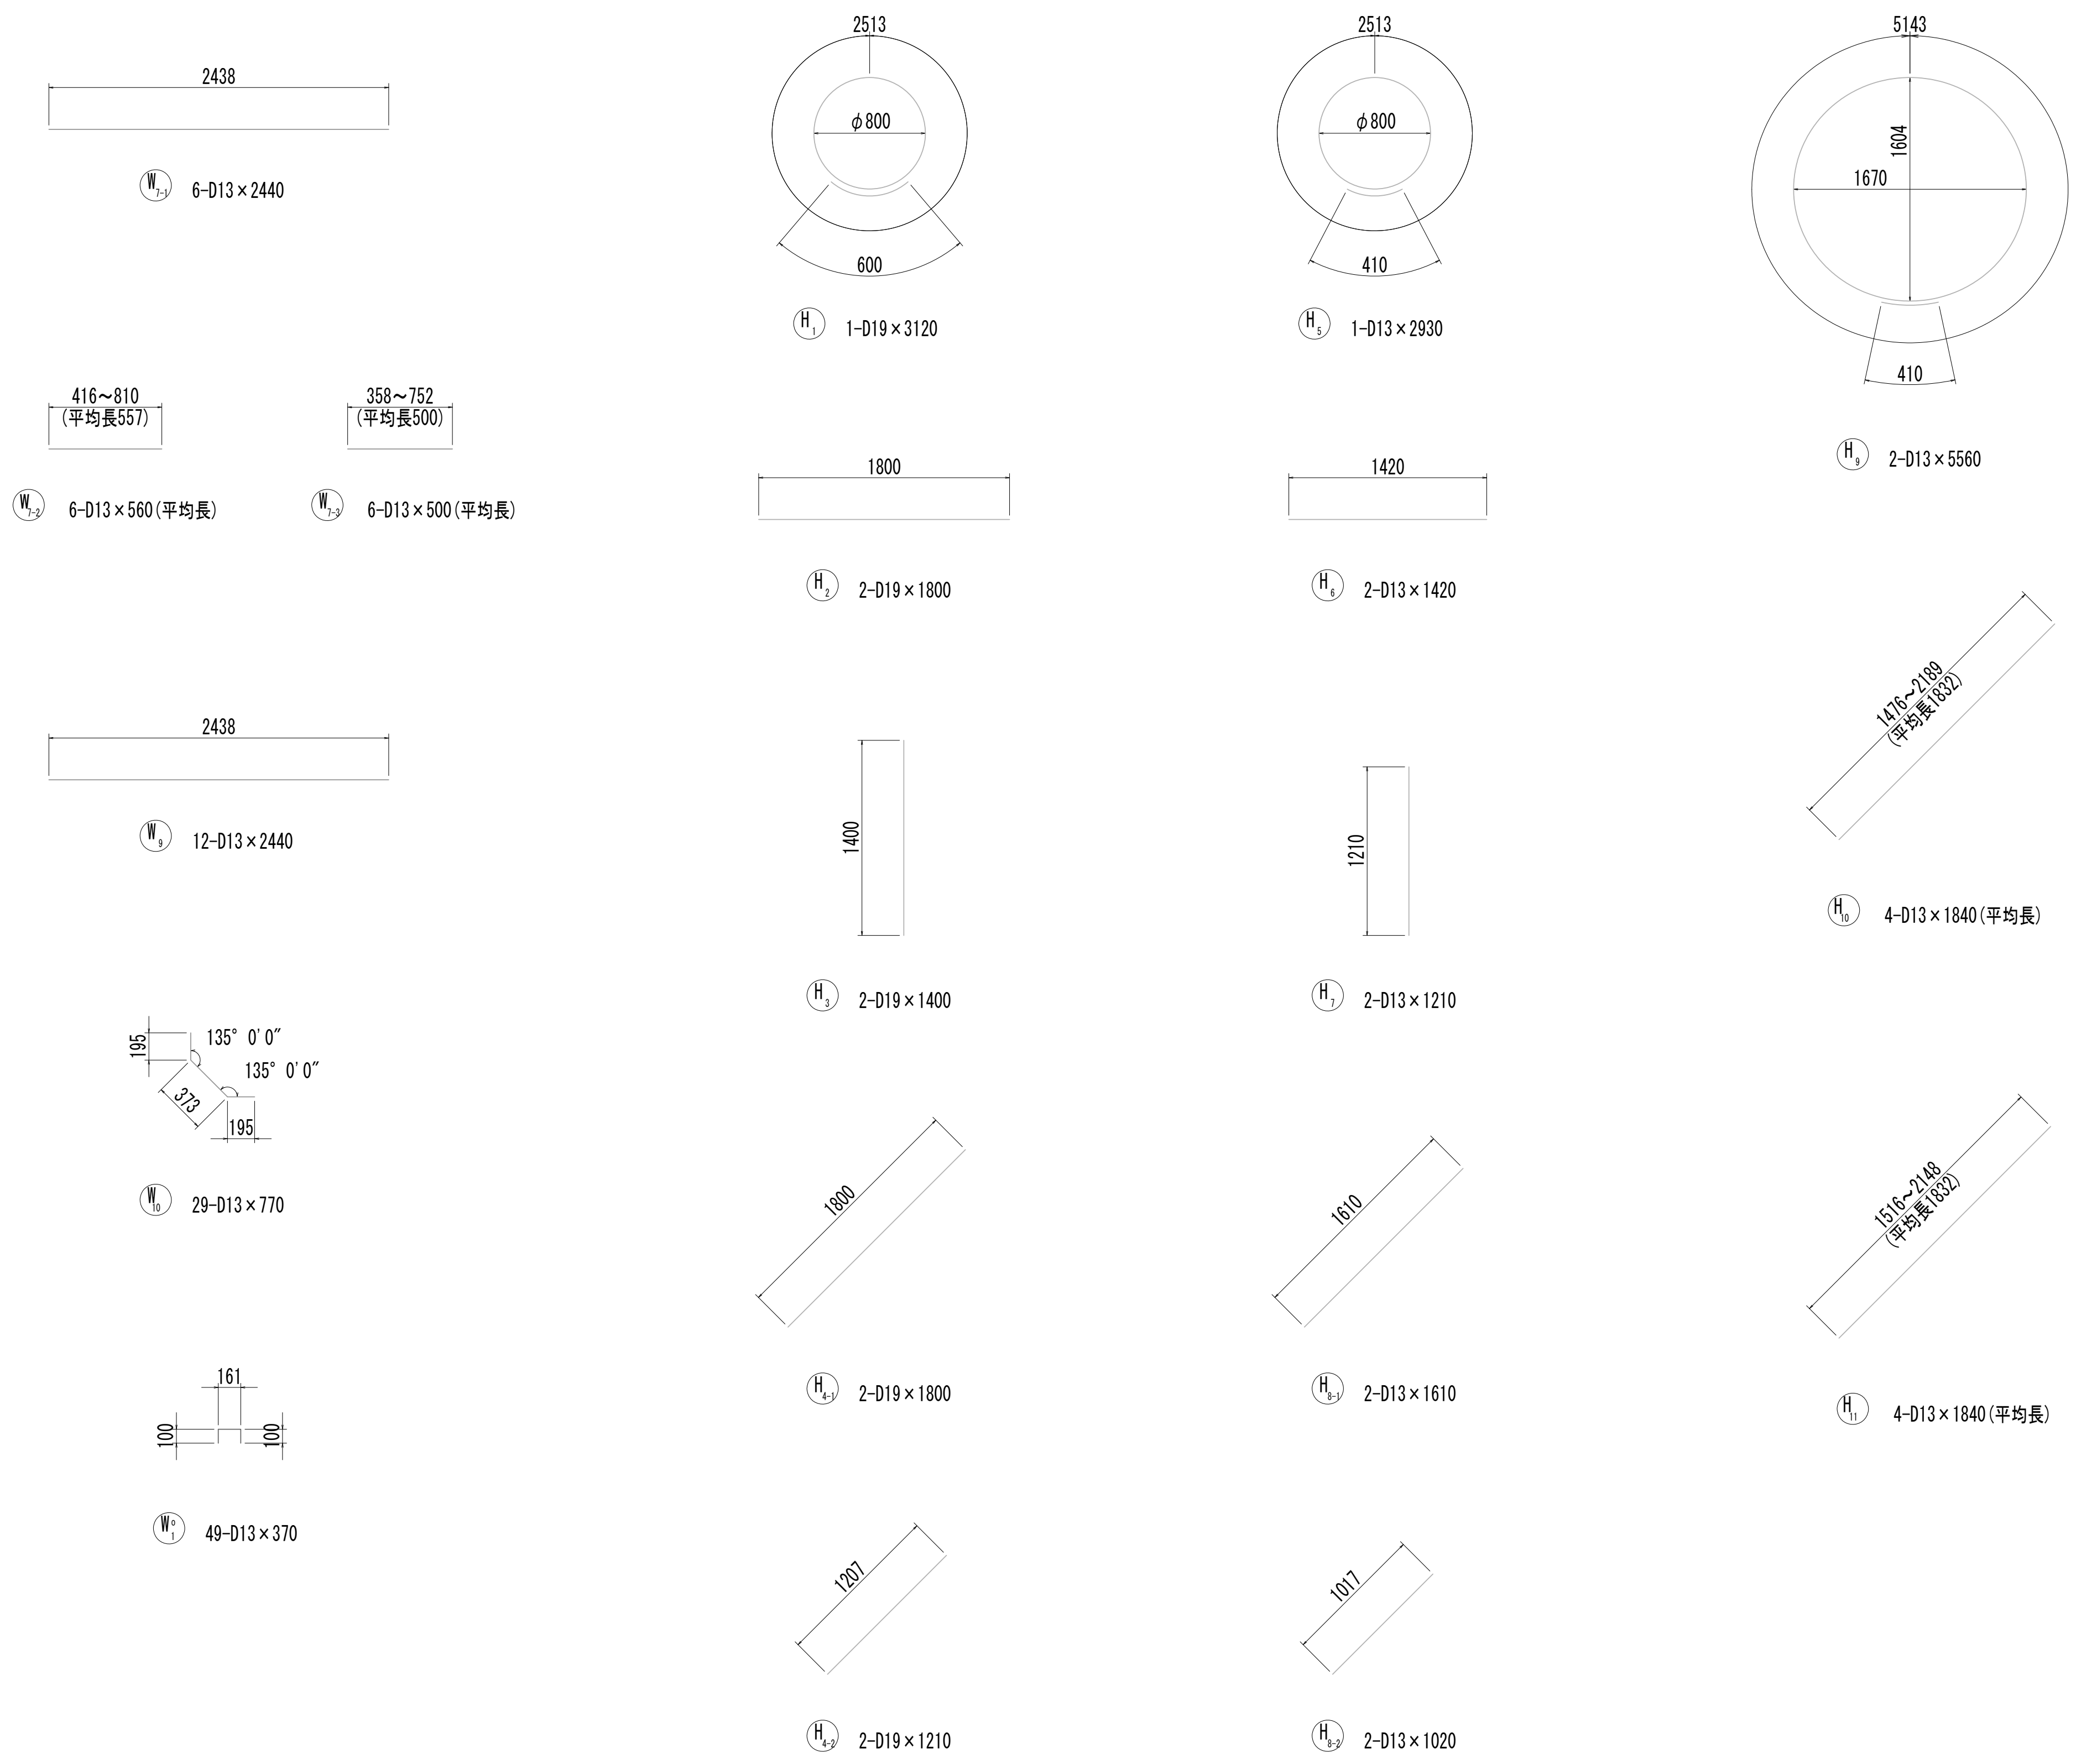 2438
W7-1 6-D13×2440
416～810
(平均長557)
W7-2 6-D13×560(平均長)
358～752
(平均長500)
W7-3 6-D13×500(平均長)
2438
W9 12-D13×2440
195
135° 0'0"
135° 0'0"
373
195
W10 29-D13×770
161
100
100
W°1 49-D13×370
2513
φ800
600
H1 1-D19×3120
1800
H2 2-D19×1800
1400
H3 2-D19×1400
1800
H4-1 2-D19×1800
1207
H4-2 2-D19×1210
2513
φ800
410
H5 1-D13×2930
1420
H6 2-D13×1420
1210
H7 2-D13×1210
1610
H8-1 2-D13×1610
1017
H8-2 2-D13×1020
5143
1604
1670
410
H9 2-D13×5560
1476～2189
(平均長1832)
H10 4-D13×1840(平均長)
1516～2148
(平均長1832)
H11 4-D13×1840(平均長)